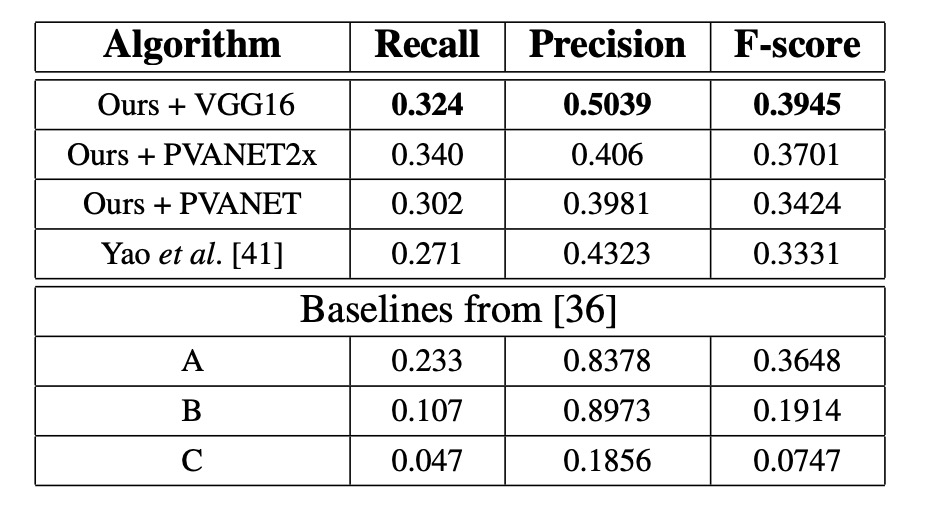 Algorithm Recall Precision F-score
Ours + VGG16 0.324 0.5039 0.3945
Ours + PVANET2x 0.340 0.406 0.3701
Ours + PVANET 0.302 0.3981 0.3424
Yao et al. [41] 0.271 0.4323 0.3331
Baselines from [36]
A 0.233 0.8378 0.3648
B 0.107 0.8973 0.1914
C 0.047 0.1856 0.0747